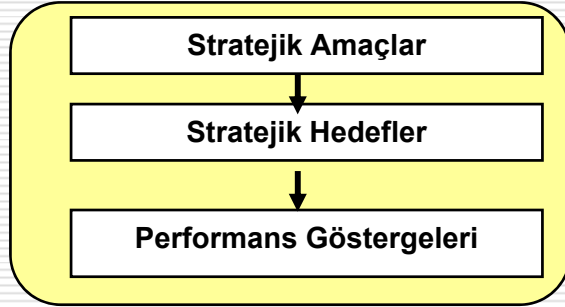 Stratejik Amaçlar
Stratejik Hedefler
Performans Göstergeleri